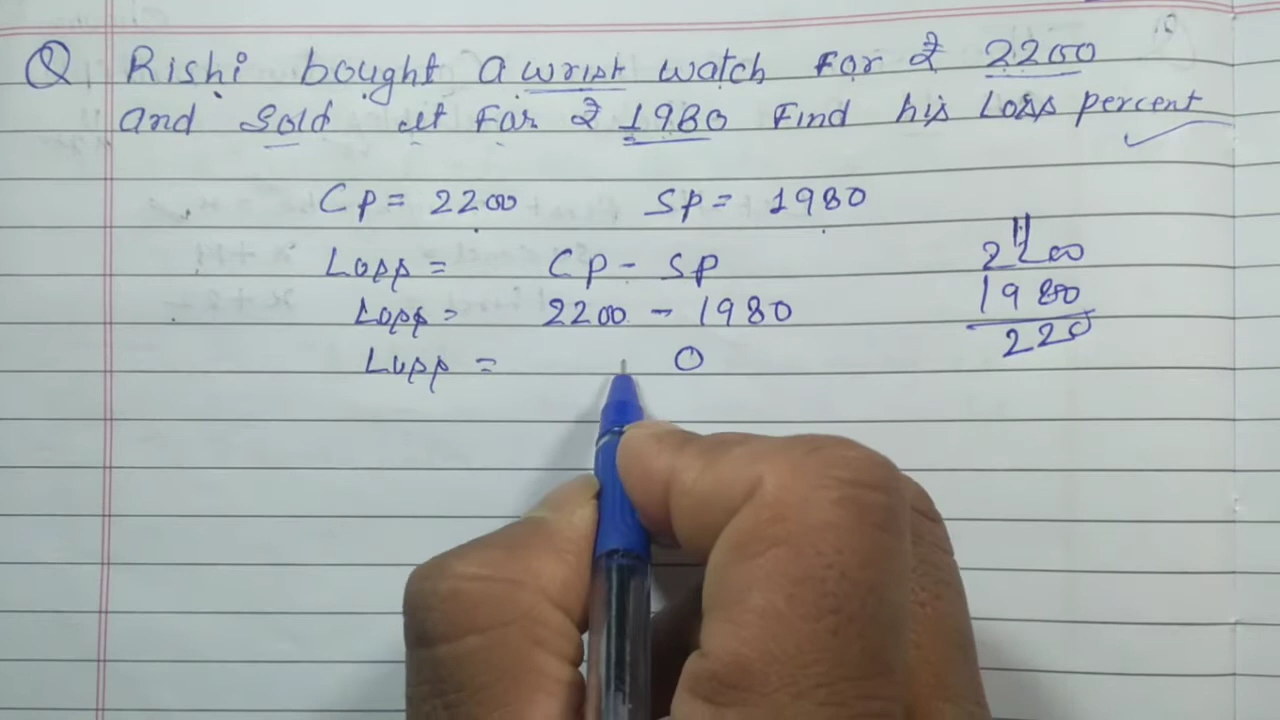 Q Rishi bought a wrist watch for ₹ 2200
and Sold it For ₹ 1980 Find his Loss percent
CP = 2200 SP = 1980
Loss = CP - SP
Loss = 2200 - 1980
Loss = 0
2200
1980
220